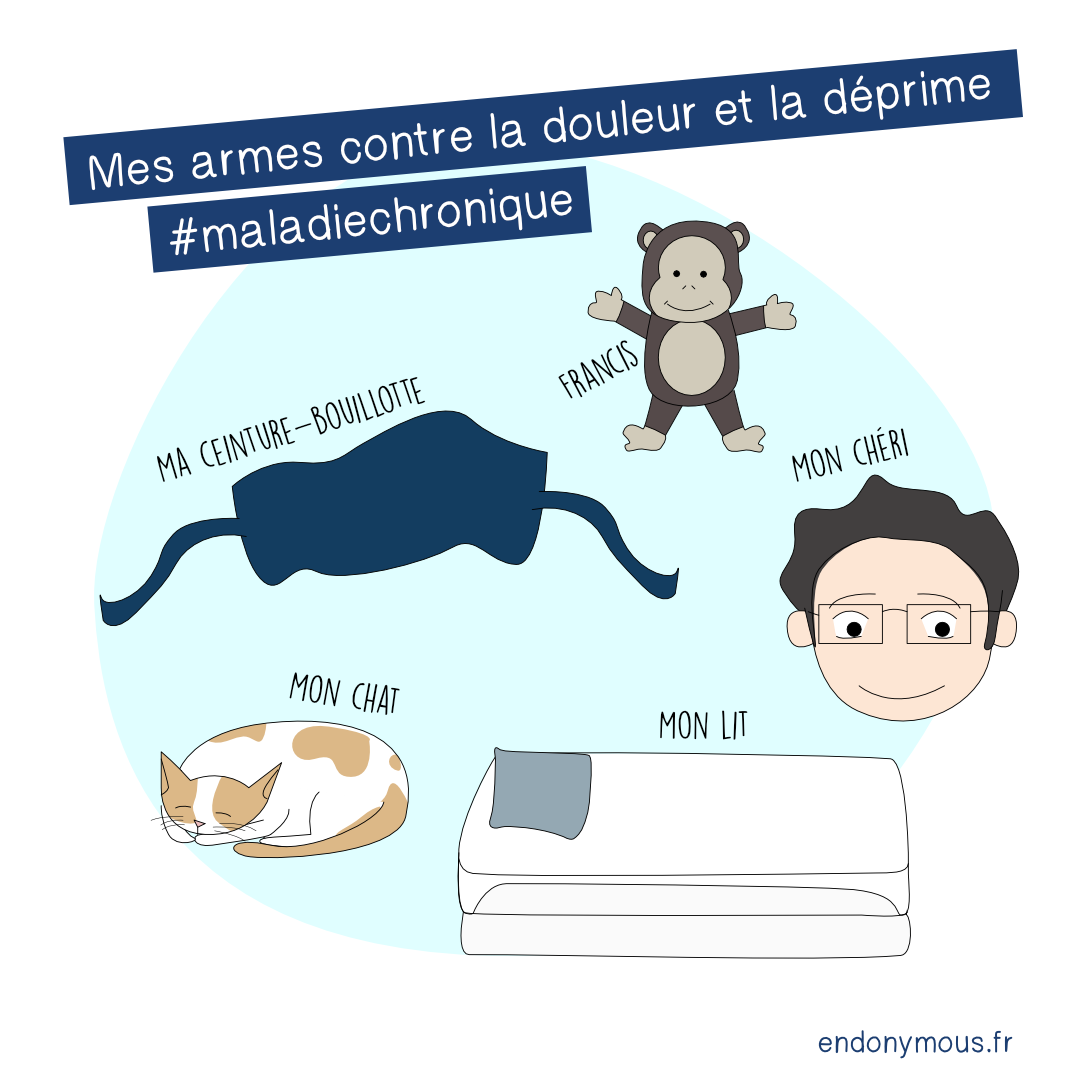 Mes armes contre la douleur et la déprime
#maladiechronique
FRANCIS
MA CEINTURE-BOUILLOTTE
MON CHÉRI
MON CHAT
MON LIT
endonymous.fr